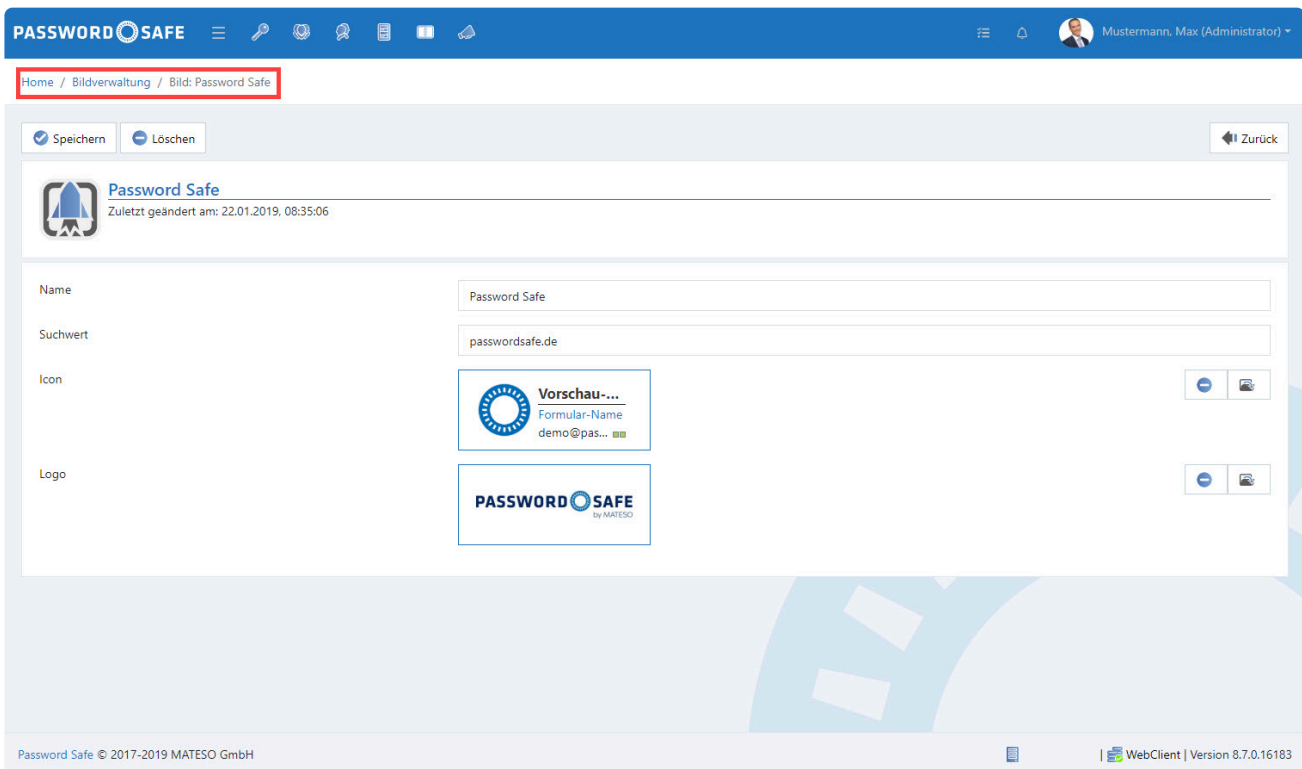 PASSWORD SAFE Mustermann, Max (Administrator)
Home / Bildverwaltung / Bild: Password Safe
Speichern Löschen Zurück
Password Safe
Zuletzt geändert am: 22.01.2019, 08:35:06
Name Password Safe
Suchwert passwordsafe.de
Icon
Vorschau-...
Formular-Name
demo@pas...
Logo
PASSWORD SAFE
by MATESO
Password Safe © 2017-2019 MATESO GmbH | WebClient | Version 8.7.0.16183